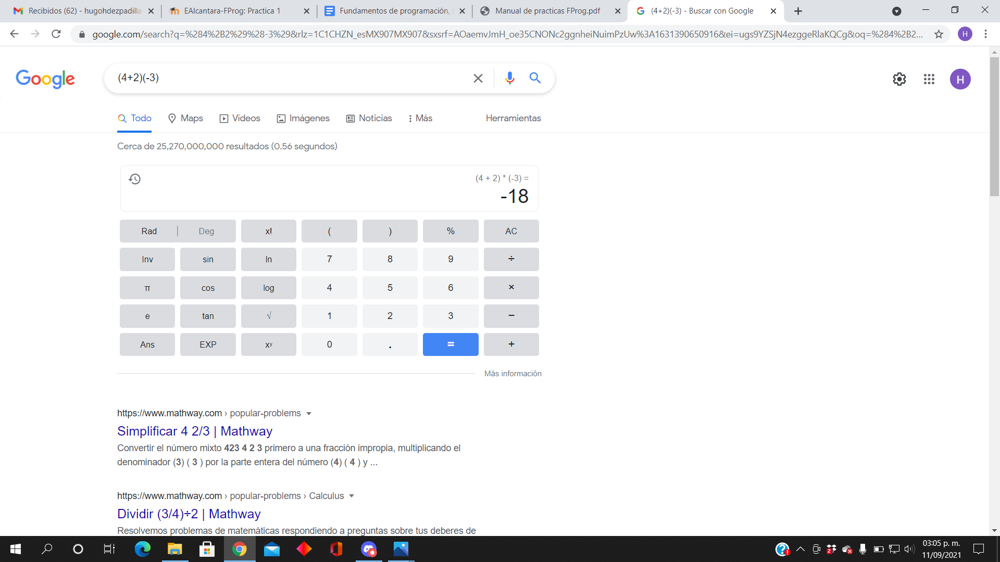 Recibidos (62) - hugohdezpadilla
EAlcantara-FProg: Practica 1
Fundamentos de programación,
Manual de practicas FProg.pdf
(4+2)(-3) - Buscar con Google
google.com/search?q=%284%2B2%29%28-3%29&rlz=1C1CHZN_esMX907MX907&sxsrf=AOaemvJmH_oe35CNONc2ggnheiNuimPzUw%3A1631390650916&ei=ugs9YZSjN4ezggeRlaKQCg&oq=%284%2B2...
H
Google
(4+2)(-3)
H
Todo
Maps
Vídeos
Imágenes
Noticias
Más
Herramientas
Cerca de 25,270,000,000 resultados (0.56 segundos)
(4 + 2) * (-3) =
-18
Rad | Deg x! ( ) % AC
Inv sin ln 7 8 9 ÷
π cos log 4 5 6 ×
e tan √ 1 2 3 −
Ans EXP xʸ 0 . = +
Más información
https://www.mathway.com › popular-problems
Simplificar 4 2/3 | Mathway
Convertir el número mixto 423 4 2 3 primero a una fracción impropia, multiplicando el
denominador (3) ( 3 ) por la parte entera del número (4) ( 4 ) y ...
https://www.mathway.com › popular-problems › Calculus
Dividir (3/4)÷2 | Mathway
Resolvemos problemas de matemáticas respondiendo a preguntas sobre tus deberes de
2
03:05 p. m.
11/09/2021